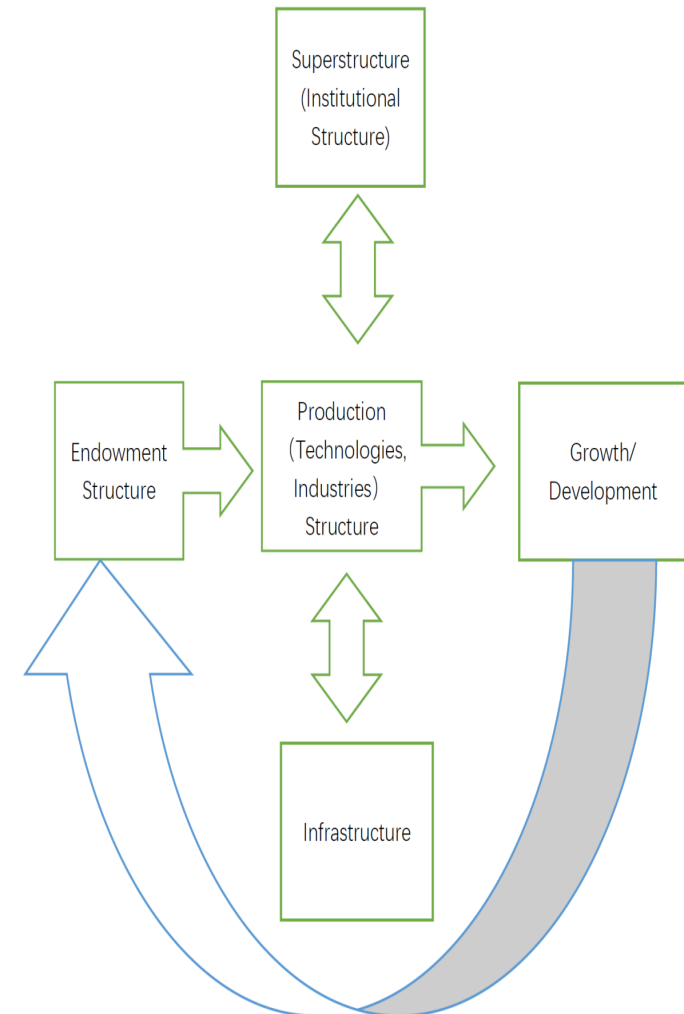 Superstructure
(Institutional
Structure)
Endowment
Structure
Production
（Technologies,
Industries）
Structure
Growth/
Development
Infrastructure